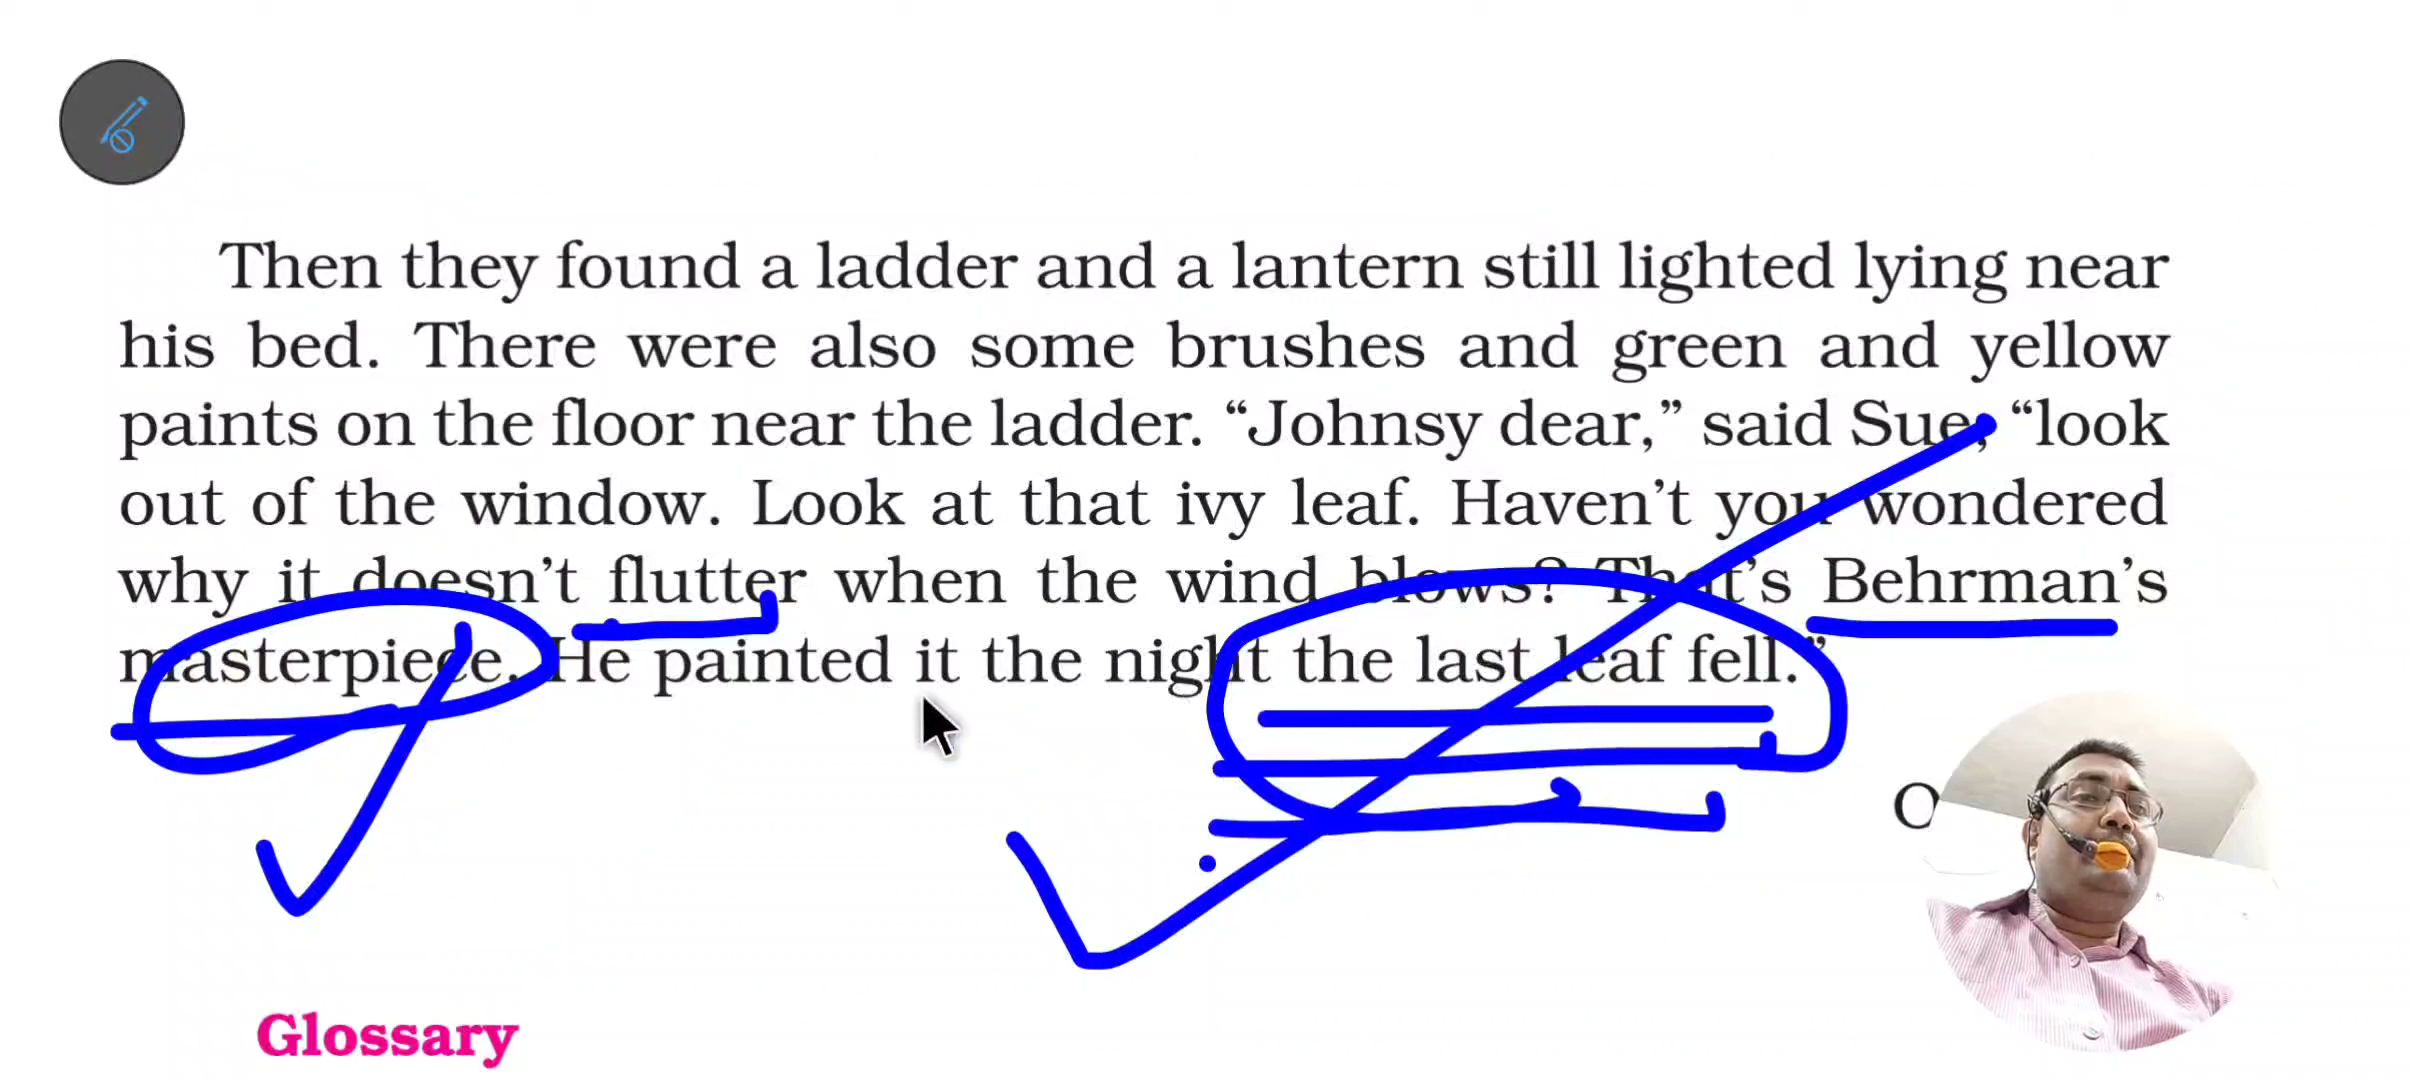 Then they found a ladder and a lantern still lighted lying near
his bed. There were also some brushes and green and yellow
paints on the floor near the ladder. “Johnsy dear,” said Sue, “look
out of the window. Look at that ivy leaf. Haven’t you wondered
why it doesn’t flutter when the wind blows? That’s Behrman’s
masterpiece. He painted it the night the last leaf fell.”
O
Glossary